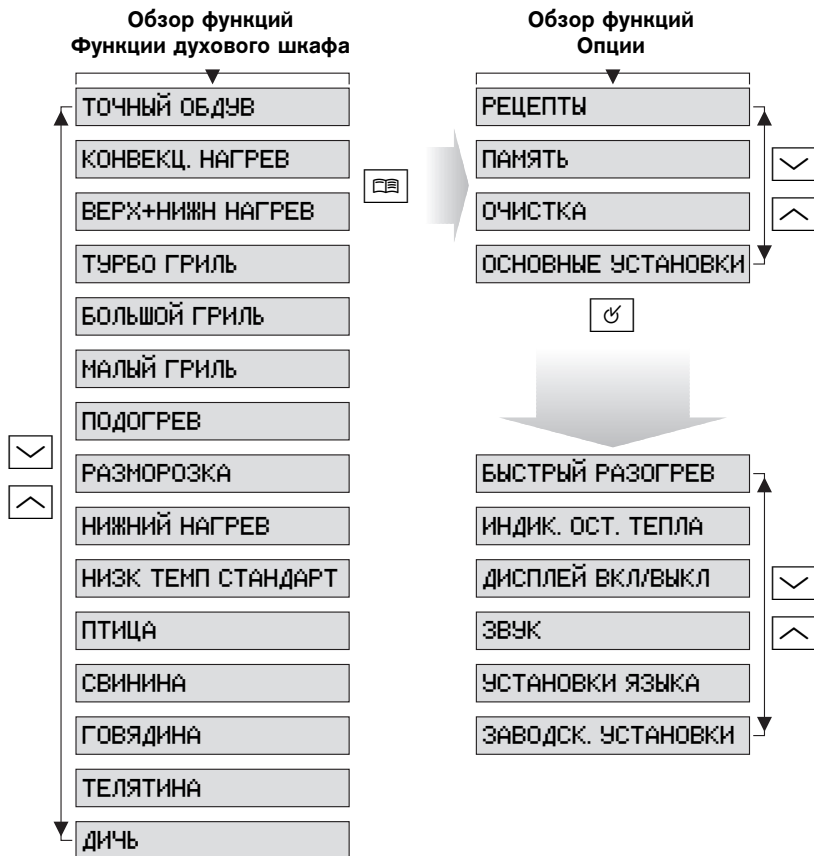 Обзор функций
Функции духового шкафа
ТОЧНЫЙ ОБДУВ
КОНВЕКЦ. НАГРЕВ
ВЕРХ+НИЖН НАГРЕВ
ТУРБО ГРИЛЬ
БОЛЬШОЙ ГРИЛЬ
МАЛЫЙ ГРИЛЬ
ПОДОГРЕВ
РАЗМОРОЗКА
НИЖНИЙ НАГРЕВ
НИЗК ТЕМП СТАНДАРТ
ПТИЦА
СВИНИНА
ГОВЯДИНА
ТЕЛЯТИНА
ДИЧЬ
Обзор функций
Опции
РЕЦЕПТЫ
ПАМЯТЬ
ОЧИСТКА
ОСНОВНЫЕ УСТАНОВКИ
БЫСТРЫЙ РАЗОГРЕВ
ИНДИК. ОСТ. ТЕПЛА
ДИСПЛЕЙ ВКЛ/ВЫКЛ
ЗВУК
УСТАНОВКИ ЯЗЫКА
ЗАВОДСК. УСТАНОВКИ